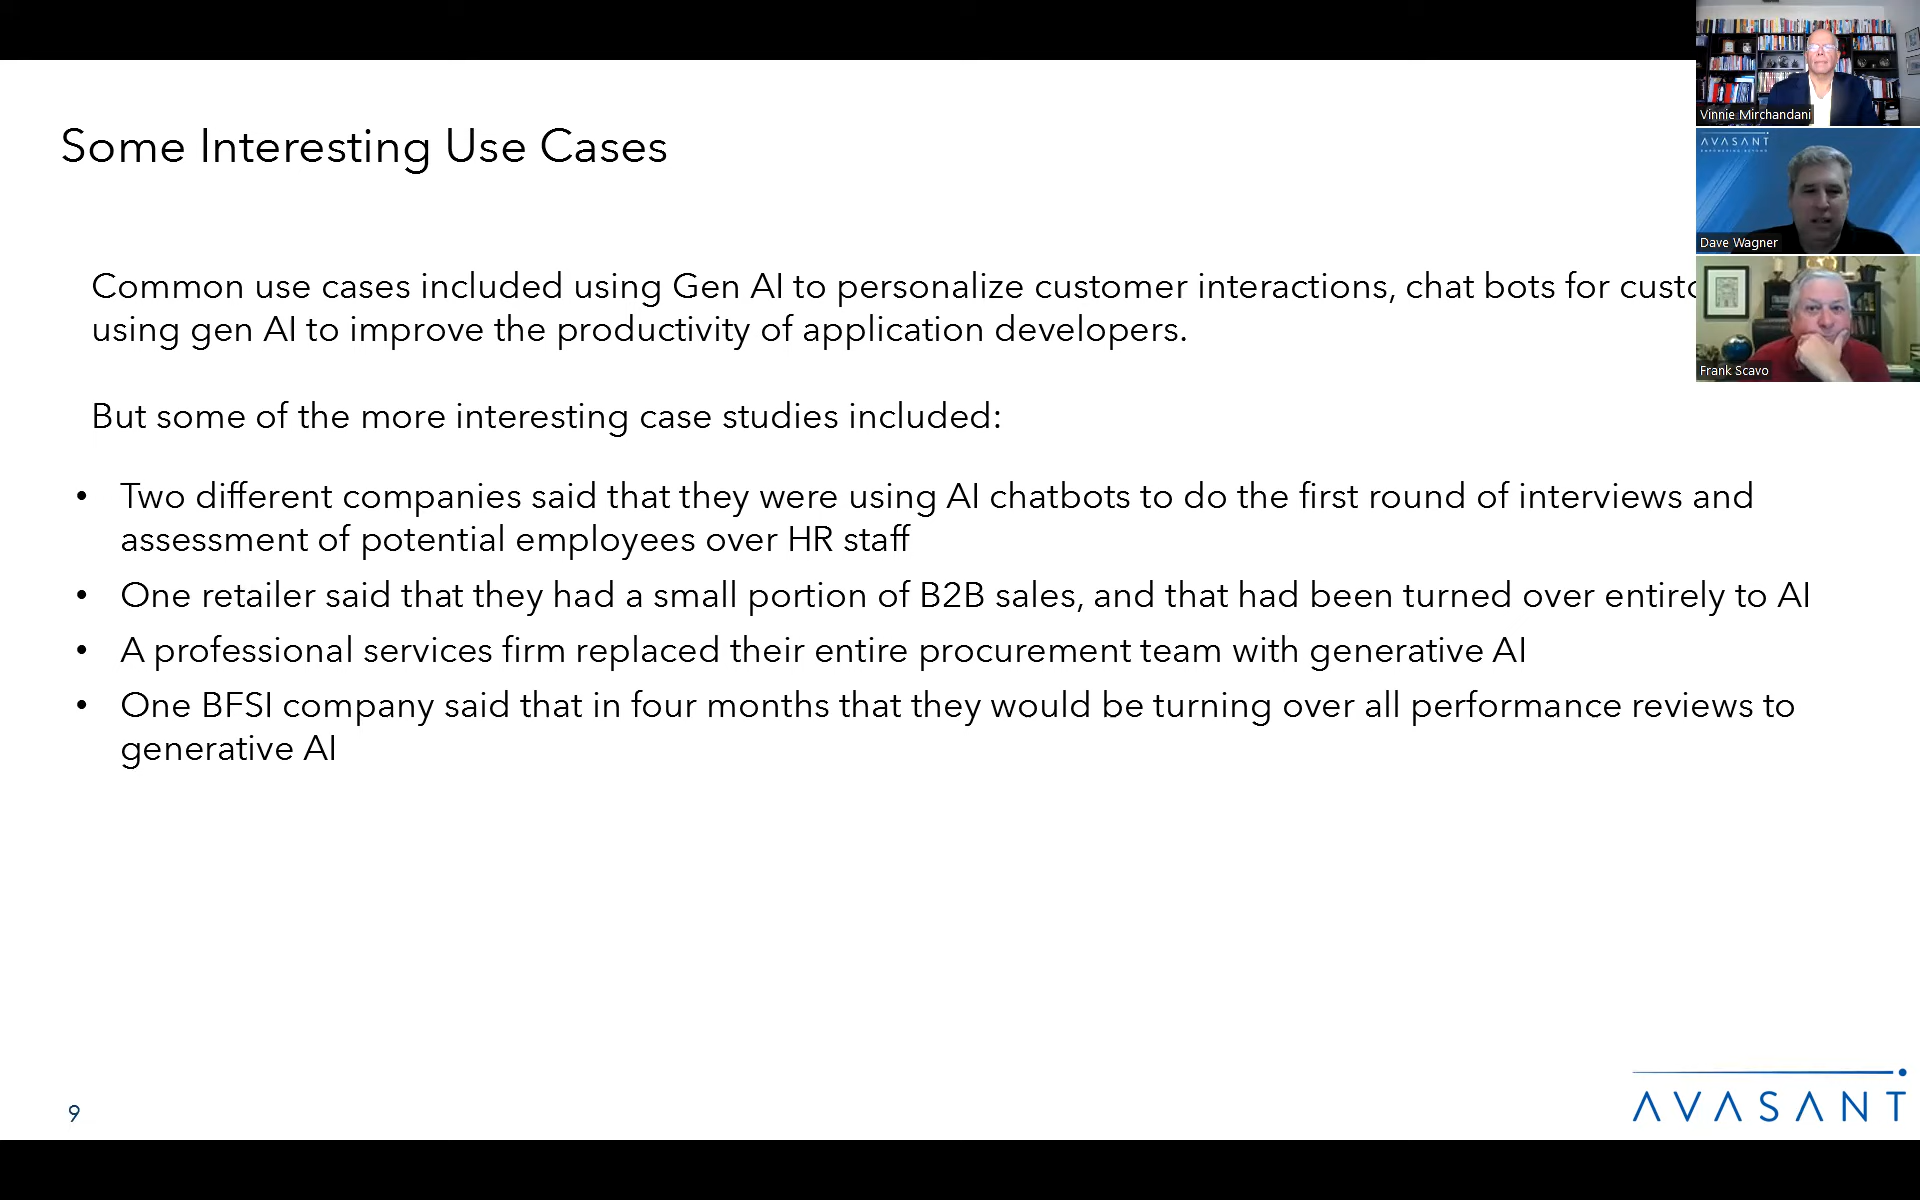 Some Interesting Use Cases
Common use cases included using Gen AI to personalize customer interactions, chat bots for
using gen AI to improve the productivity of application developers.
But some of the more interesting case studies included:
• Two different companies said that they were using AI chatbots to do the first round of interviews and
assessment of potential employees over HR staff
• One retailer said that they had a small portion of B2B sales, and that had been turned over entirely to AI
• A professional services firm replaced their entire procurement team with generative AI
• One BFSI company said that in four months that they would be turning over all performance reviews to
generative AI
Vinnie Mirchandani
AVASANT
Dave Wagner
Frank Scavo
9
AVASANT